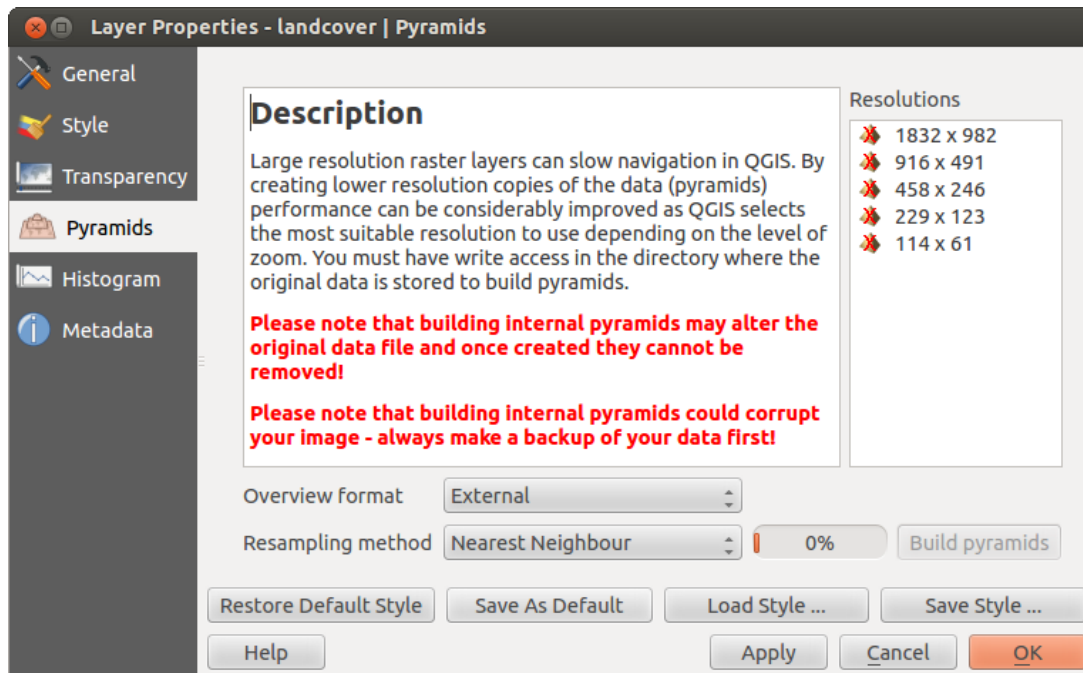 Layer Properties - landcover | Pyramids
General
Style
Transparency
Pyramids
Histogram
Metadata
Description
Large resolution raster layers can slow navigation in QGIS. By
creating lower resolution copies of the data (pyramids)
performance can be considerably improved as QGIS selects
the most suitable resolution to use depending on the level of
zoom. You must have write access in the directory where the
original data is stored to build pyramids.
Please note that building internal pyramids may alter the
original data file and once created they cannot be
removed!
Please note that building internal pyramids could corrupt
your image - always make a backup of your data first!
Resolutions
1832 x 982
916 x 491
458 x 246
229 x 123
114 x 61
Overview format External
Resampling method Nearest Neighbour 0% Build pyramids
Restore Default Style Save As Default Load Style ... Save Style ...
Help Apply Cancel OK